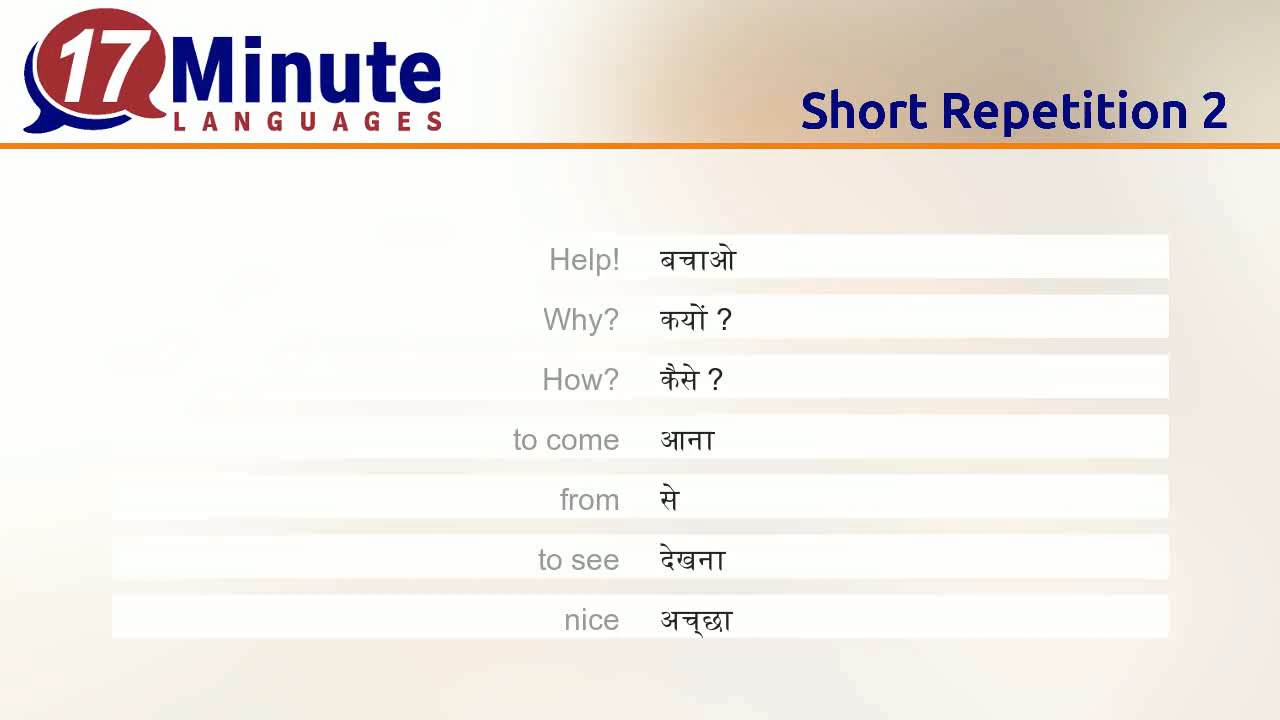 17 Minute
LANGUAGES
Short Repetition 2
Help! बचाओ
Why? कयों ?
How? कैसे ?
to come आना
from से
to see देखना
nice अच्‌छा